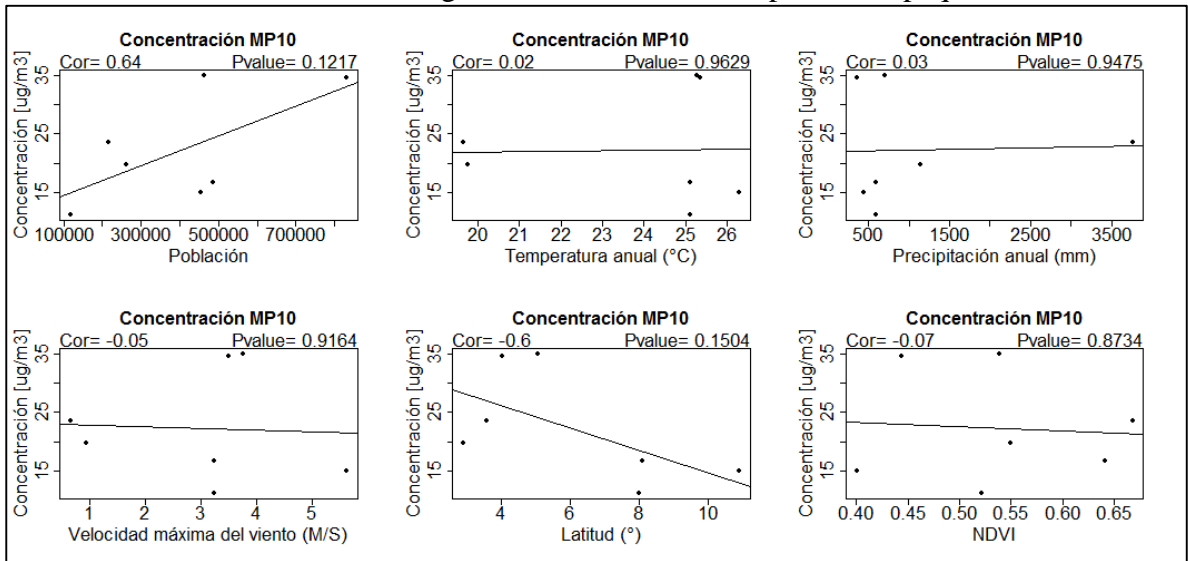 Concentración MP10
Cor= 0.64 Pvalue= 0.1217
Concentración [ug/m3]
15 25 35
100000 300000 500000 700000
Población
Concentración MP10
Cor= 0.02 Pvalue= 0.9629
Concentración [ug/m3]
15 25 35
20 21 22 23 24 25 26
Temperatura anual (°C)
Concentración MP10
Cor= 0.03 Pvalue= 0.9475
Concentración [ug/m3]
15 25 35
500 1500 2500 3500
Precipitación anual (mm)
Concentración MP10
Cor= -0.05 Pvalue= 0.9164
Concentración [ug/m3]
15 25 35
1 2 3 4 5
Velocidad máxima del viento (M/S)
Concentración MP10
Cor= -0.6 Pvalue= 0.1504
Concentración [ug/m3]
15 25 35
4 6 8 10
Latitud (°)
Concentración MP10
Cor= -0.07 Pvalue= 0.8734
Concentración [ug/m3]
15 25 35
0.40 0.45 0.50 0.55 0.60 0.65
NDVI